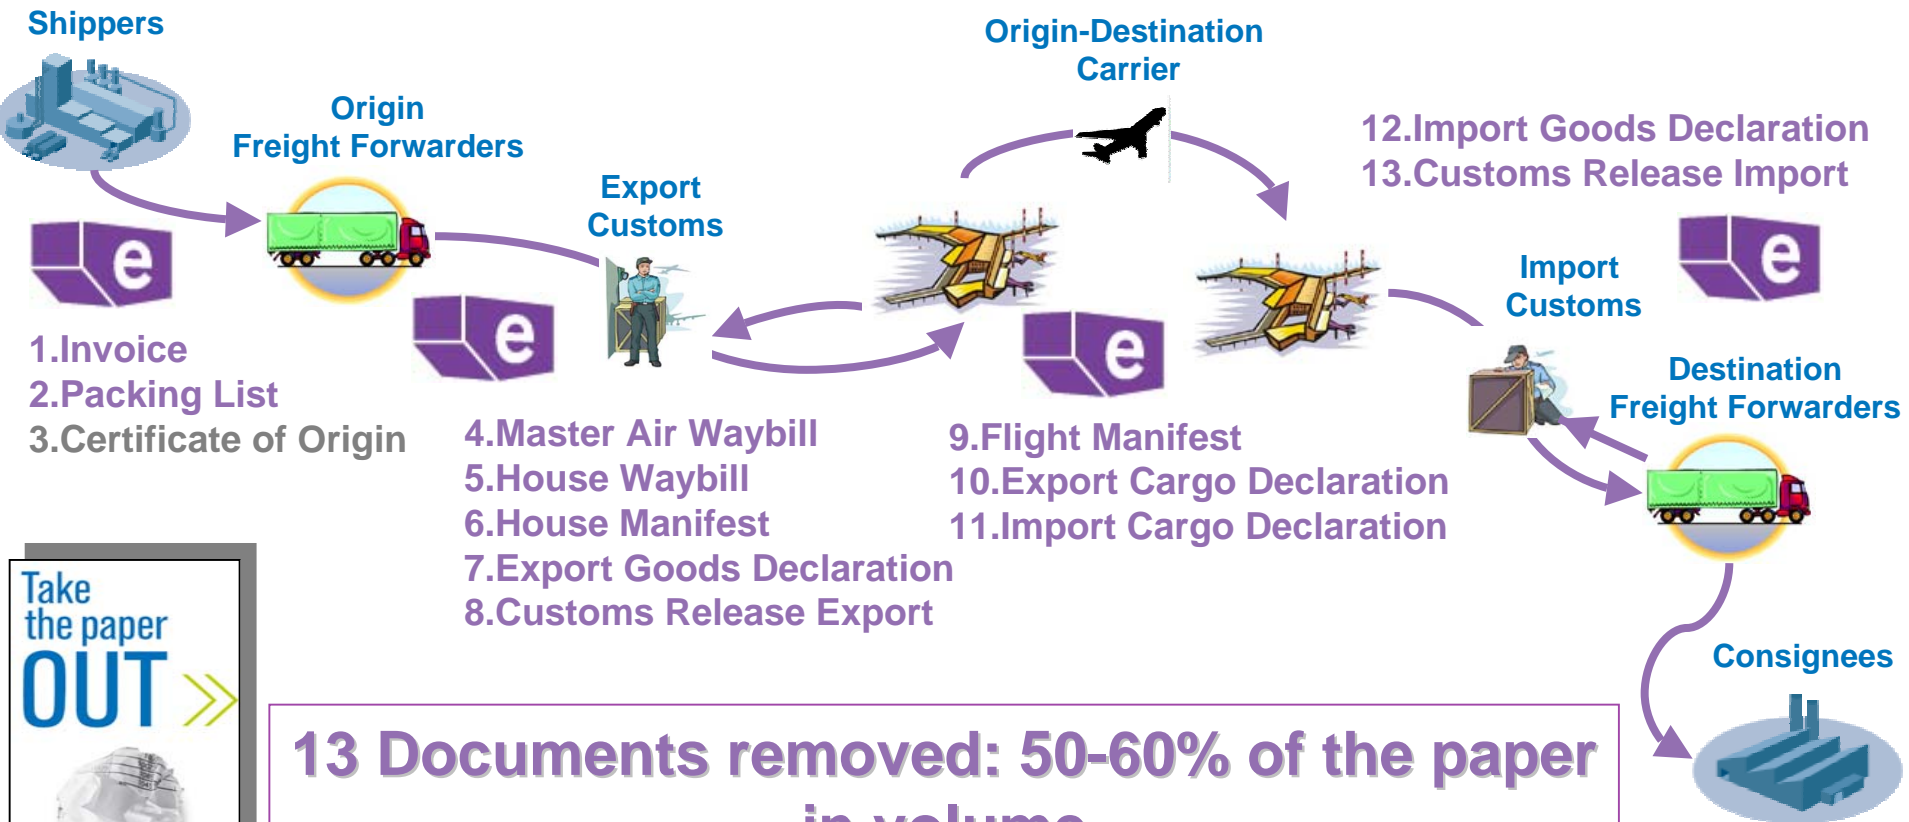 Shippers
Origin
Freight Forwarders
Export
Customs
Origin-Destination
Carrier
12.Import Goods Declaration
13.Customs Release Import
Import
Customs
Destination
Freight Forwarders
Consignees
e
1.Invoice
2.Packing List
3.Certificate of Origin
e
4.Master Air Waybill
5.House Waybill
6.House Manifest
7.Export Goods Declaration
8.Customs Release Export
e
9.Flight Manifest
10.Export Cargo Declaration
11.Import Cargo Declaration
e
Take
the paper
OUT
13 Documents removed: 50-60% of the paper
in volume